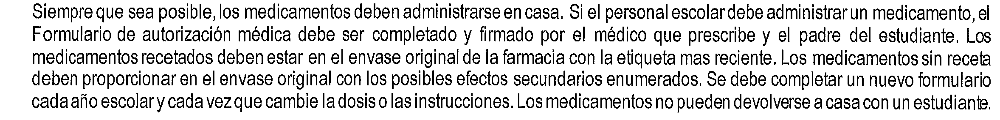 Siempre que sea posible, los medicamentos deben administrarse en casa. Si el personal escolar debe administrar un medicamento, el
Formulario de autorización médica debe ser completado y firmado por el médico que prescribe y el padre del estudiante. Los
medicamentos recetados deben estar en el envase original de la farmacia con la etiqueta mas reciente. Los medicamentos sin receta
deben proporcionar en el envase original con los posibles efectos secundarios enumerados. Se debe completar un nuevo formulario
cada año escolar y cada vez que cambie la dosis o las instrucciones. Los medicamentos no pueden devolverse a casa con un estudiante.